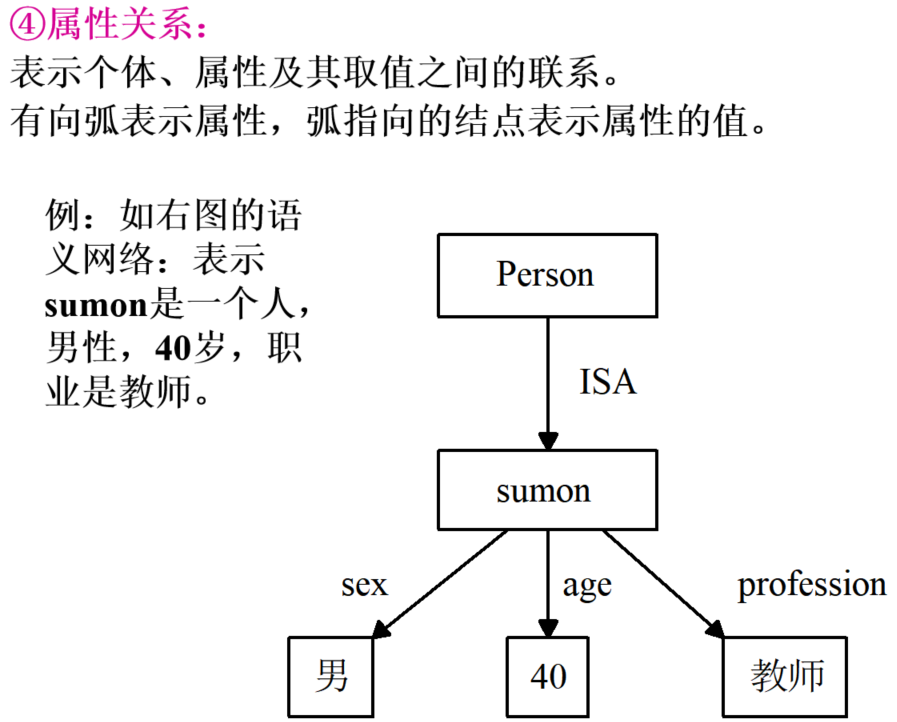 ④属性关系：
表示个体、属性及其取值之间的联系。
有向弧表示属性，弧指向的结点表示属性的值。
例：如右图的语
义网络：表示
sumon是一个人，
男性，40岁，职
业是教师。
Person
ISA
sumon
sex
age
profession
男
40
教师